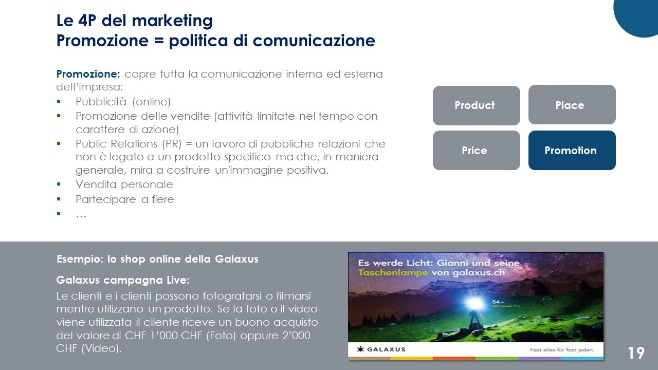 Le 4P del marketing
Promozione = politica di comunicazione
Promozione: copre tutta la comunicazione interna ed esterna
dell'impresa:
▪ Pubblicità (online)
▪ Promozione delle vendite (attività limitate nel tempo con
carattere di azione)
▪ Public Relations (PR) = un lavoro di pubbliche relazioni che
non è legato a un prodotto specifico ma che, in maniera
generale, mira a costruire un'immagine positiva.
▪ Vendita personale
▪ Partecipare a fiere
▪ …
Product
Place
Price
Promotion
Esempio: lo shop online della Galaxus
Galaxus campagna Live:
Le clienti e i clienti possono fotografarsi o filmarsi
mentre utilizzano un prodotto. Se la foto o il video
viene utilizzata il cliente riceve un buono acquisto
del valore di CHF 1'000 CHF (Foto) oppure 2'000
CHF (Video).
Es werde Licht: Gianni und seine
Taschenlampe von galaxus.ch
54.–
GALAXUS
Fast alles für fast jeden.
19